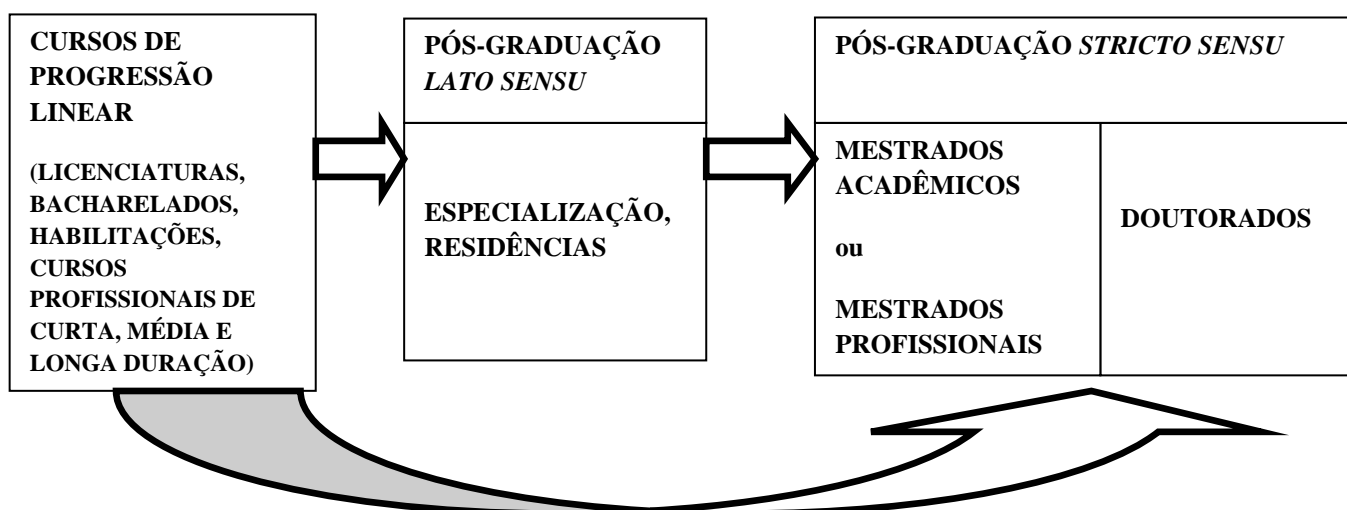 CURSOS DE
PROGRESSÃO
LINEAR
(LICENCIATURAS,
BACHARELADOS,
HABILITAÇÕES,
CURSOS
PROFISSIONAIS DE
CURTA, MÉDIA E
LONGA DURAÇÃO)
PÓS-GRADUAÇÃO
LATO SENSU
ESPECIALIZAÇÃO,
RESIDÊNCIAS
PÓS-GRADUAÇÃO STRICTO SENSU
MESTRADOS
ACADÊMICOS
ou
MESTRADOS
PROFISSIONAIS
DOUTORADOS